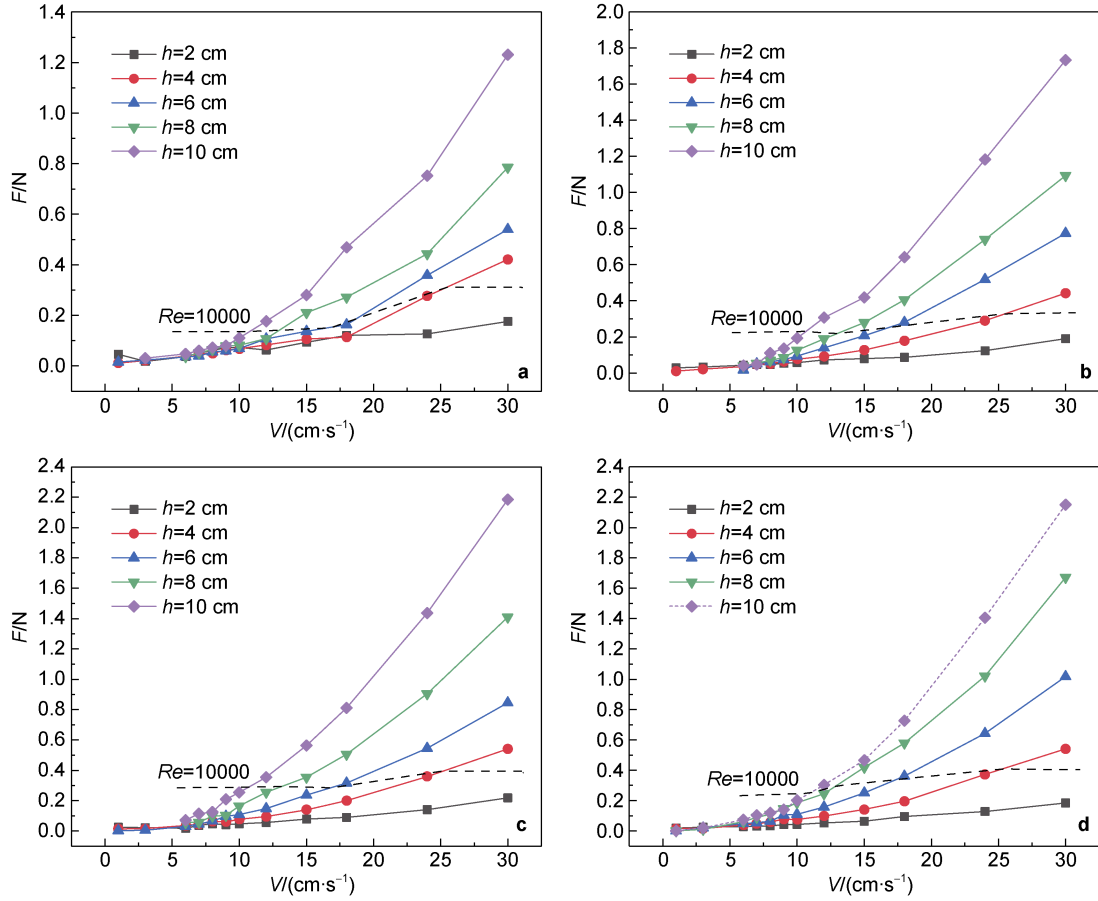 1.4
1.2
1.0
0.8
0.6
0.4
0.2
0.0
F/N
h=2 cm
h=4 cm
h=6 cm
h=8 cm
h=10 cm
Re=10000
a
0 5 10 15 20 25 30
V/(cm·s⁻¹)
2.0
1.8
1.6
1.4
1.2
1.0
0.8
0.6
0.4
0.2
0.0
F/N
h=2 cm
h=4 cm
h=6 cm
h=8 cm
h=10 cm
Re=10000
b
0 5 10 15 20 25 30
V/(cm·s⁻¹)
2.4
2.2
2.0
1.8
1.6
1.4
1.2
1.0
0.8
0.6
0.4
0.2
0.0
F/N
h=2 cm
h=4 cm
h=6 cm
h=8 cm
h=10 cm
Re=10000
c
0 5 10 15 20 25 30
V/(cm·s⁻¹)
2.4
2.2
2.0
1.8
1.6
1.4
1.2
1.0
0.8
0.6
0.4
0.2
0.0
F/N
h=2 cm
h=4 cm
h=6 cm
h=8 cm
h=10 cm
Re=10000
d
0 5 10 15 20 25 30
V/(cm·s⁻¹)